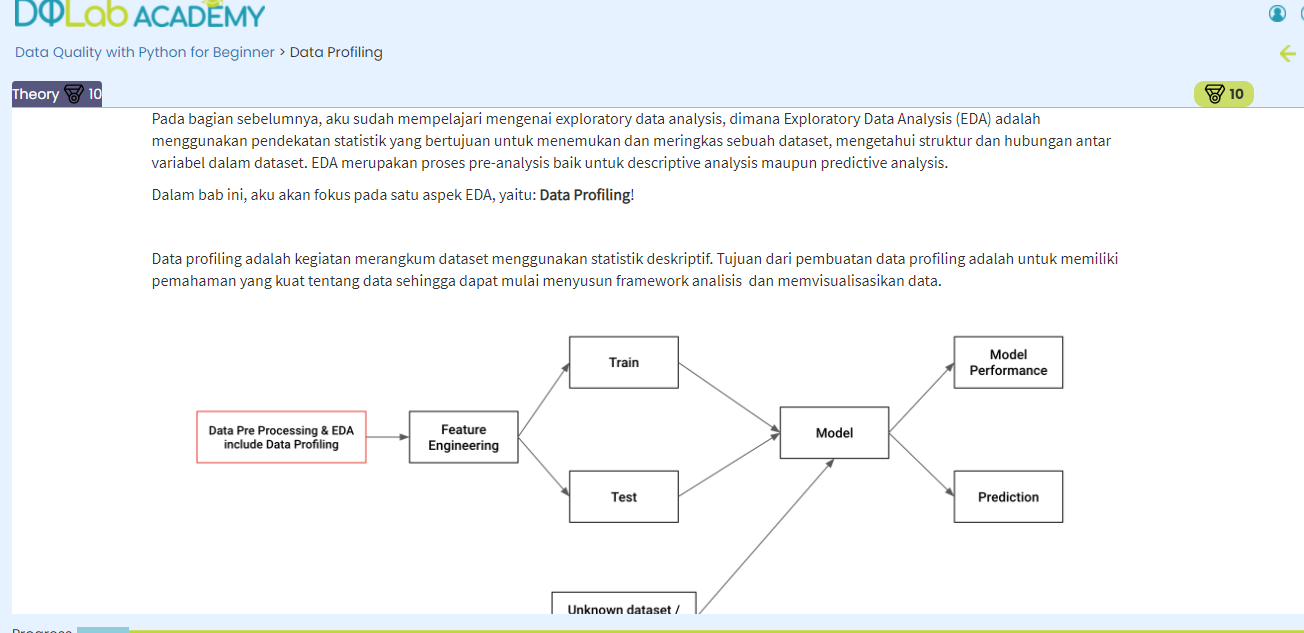 DQLab ACADEMY
Data Quality with Python for Beginner > Data Profiling
Theory 10
10
Pada bagian sebelumnya, aku sudah mempelajari mengenai exploratory data analysis, dimana Exploratory Data Analysis (EDA) adalah
menggunakan pendekatan statistik yang bertujuan untuk menemukan dan meringkas sebuah dataset, mengetahui struktur dan hubungan antar
variabel dalam dataset. EDA merupakan proses pre-analysis baik untuk descriptive analysis maupun predictive analysis.
Dalam bab ini, aku akan fokus pada satu aspek EDA, yaitu: Data Profiling!
Data profiling adalah kegiatan merangkum dataset menggunakan statistik deskriptif. Tujuan dari pembuatan data profiling adalah untuk memiliki
pemahaman yang kuat tentang data sehingga dapat mulai menyusun framework analisis dan memvisualisasikan data.
Data Pre Processing & EDA
include Data Profiling
Feature
Engineering
Train
Test
Model
Model
Performance
Prediction
Unknown dataset /
Progress